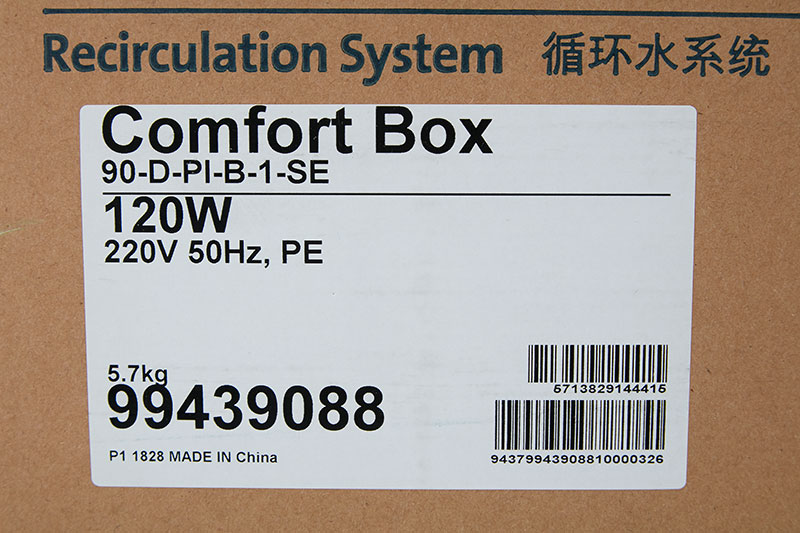 Recirculation System 循环水系统
Comfort Box
90-D-PI-B-1-SE
120W
220V 50Hz, PE
5.7kg
5713829144415
99439088
94379943908810000326
P1 1828 MADE IN China